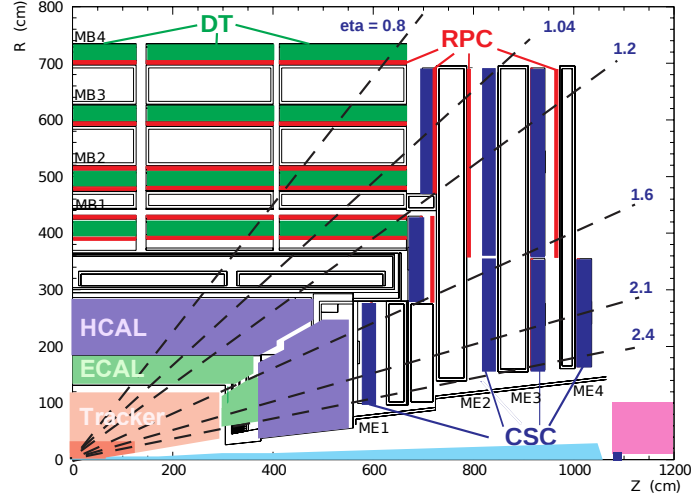 R (cm)
800
700
600
500
400
300
200
100
0
MB4
MB3
MB2
MB1
DT
eta = 0.8
RPC
1.04
1.2
1.6
2.1
2.4
HCAL
ECAL
Tracker
ME1
ME2
ME3
ME4
CSC
0
200
400
600
800
1000
1200
Z (cm)